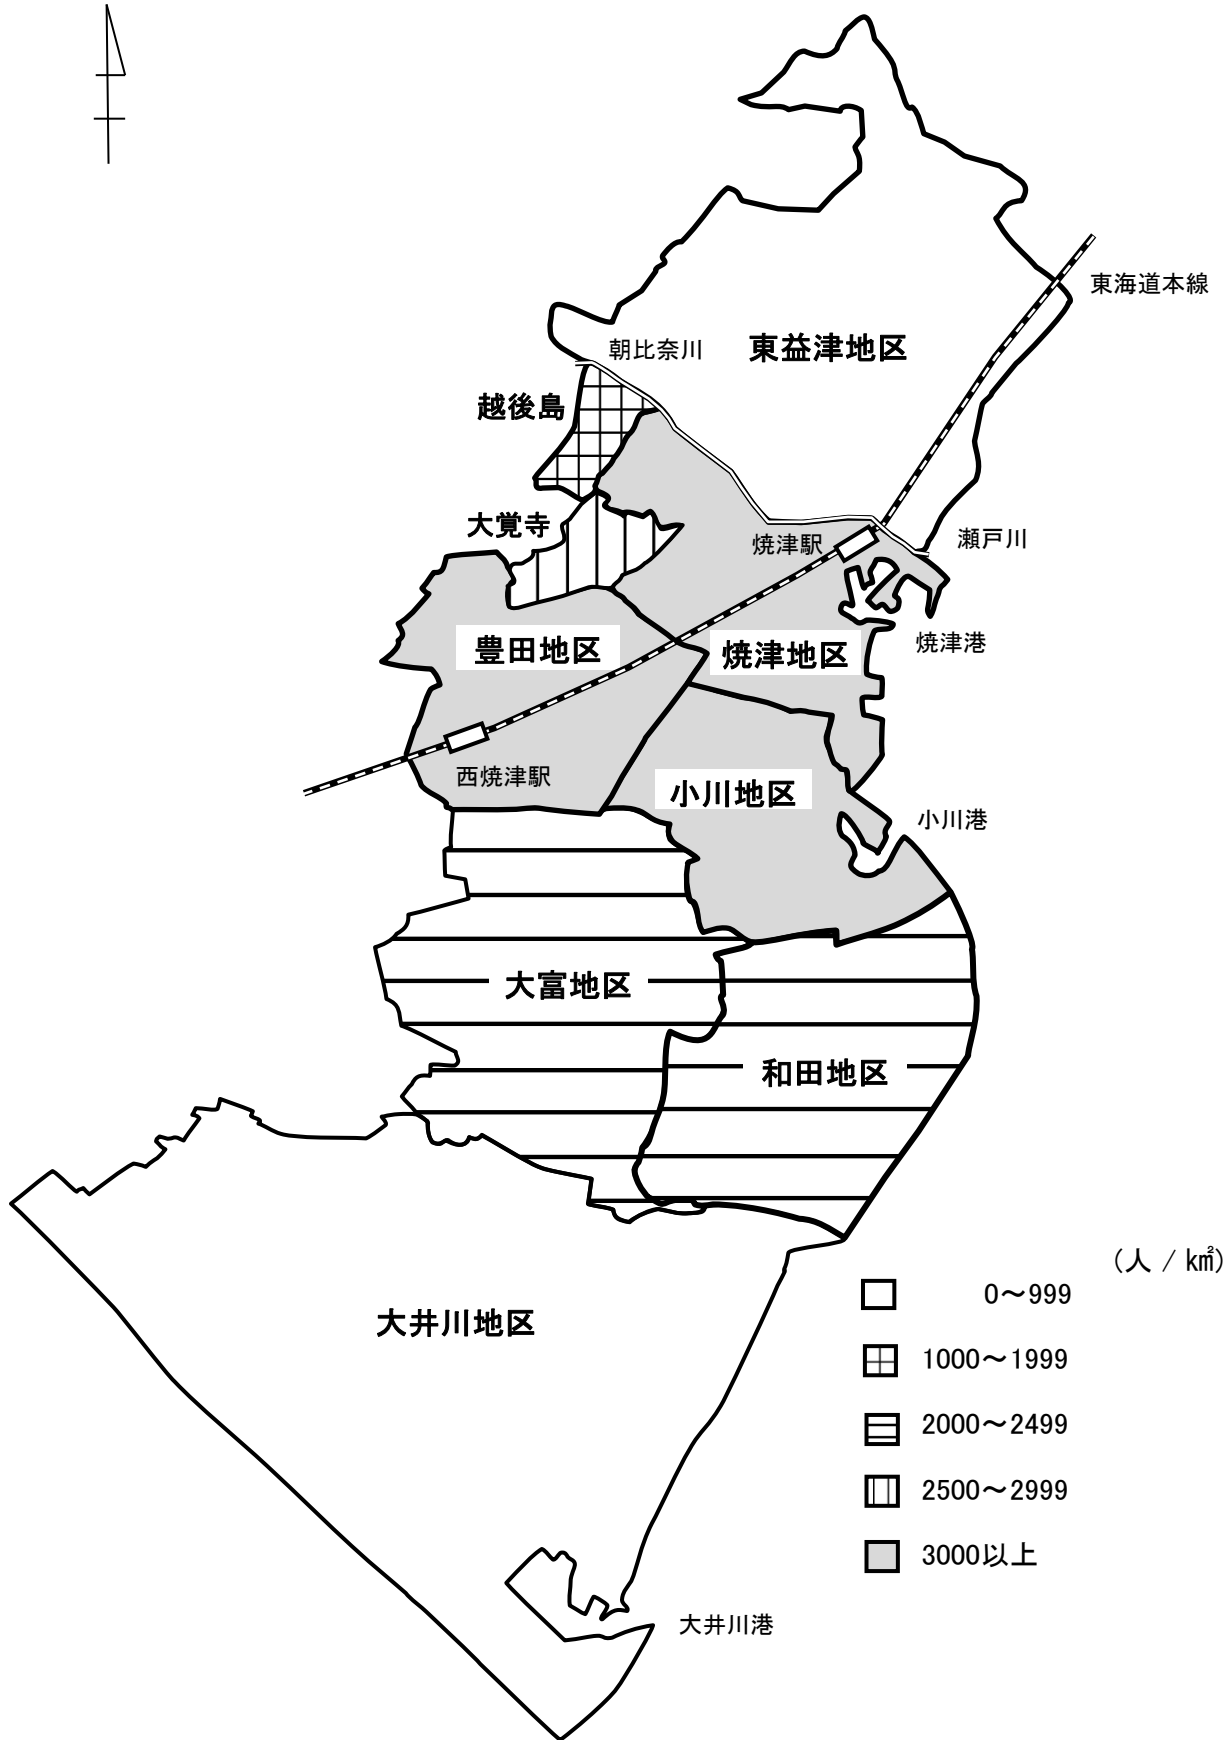 東海道本線
朝比奈川
東益津地区
越後島
大覚寺
焼津駅
瀬戸川
豊田地区
焼津地区
焼津港
西焼津駅
小川地区
小川港
大富地区
和田地区
大井川地区
(人 / k㎡)
0～999
1000～1999
2000～2499
2500～2999
3000以上
大井川港